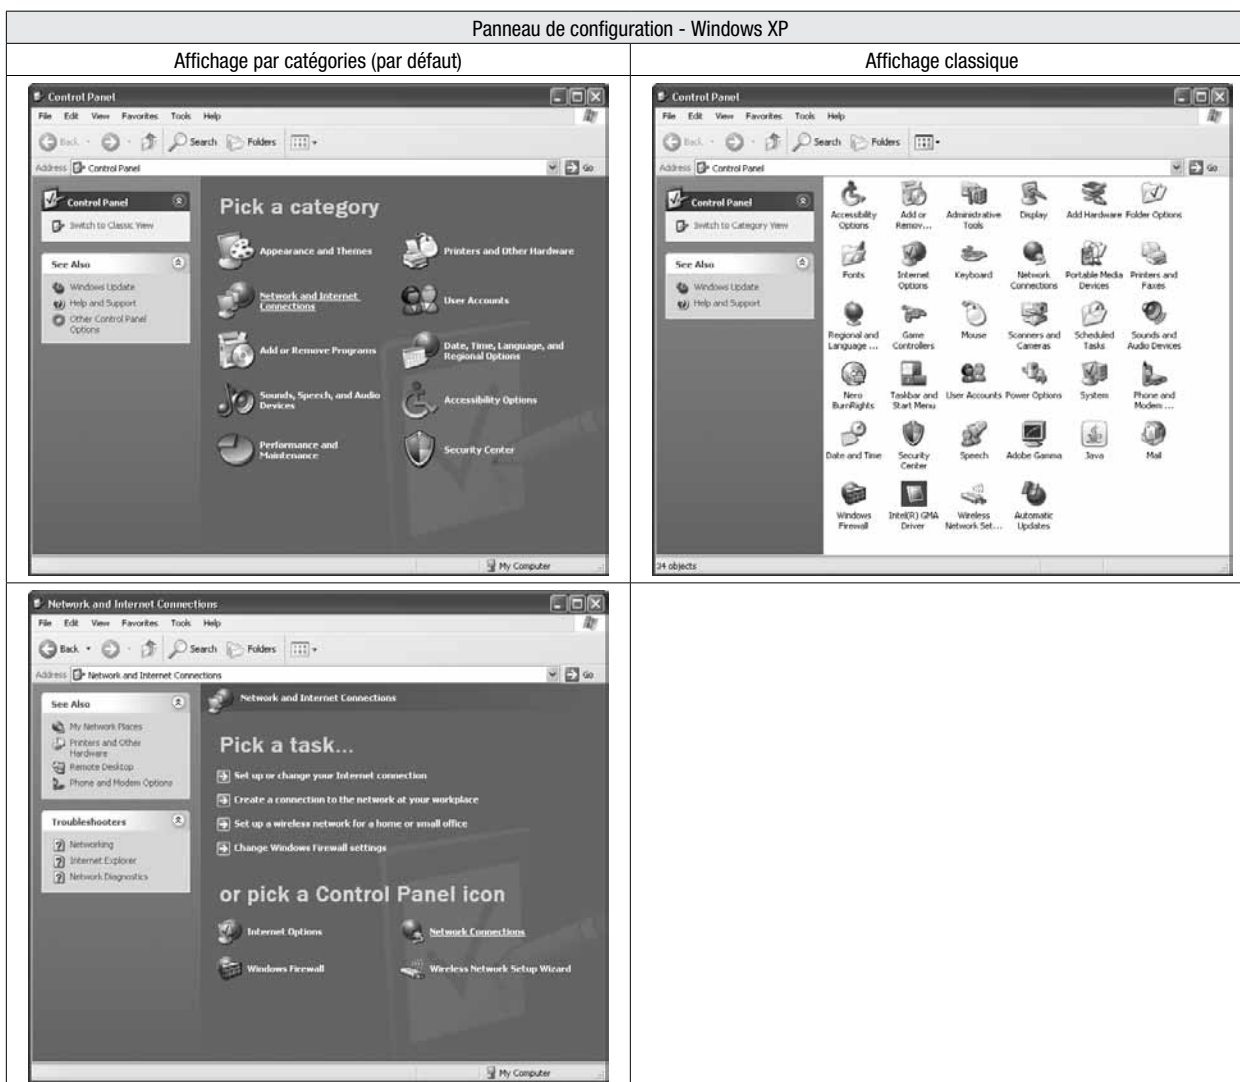 Panneau de configuration - Windows XP
Affichage par catégories (par défaut)
Affichage classique
Control Panel
File Edit View Favorites Tools Help
Back Search Folders
Address Control Panel Go
Control Panel
Switch to Classic View
See Also
Windows Update
Help and Support
Other Control Panel
Options
Pick a category
Appearance and Themes
Printers and Other Hardware
Network and Internet
Connections
User Accounts
Add or Remove Programs
Date, Time, Language, and
Regional Options
Sounds, Speech, and Audio
Devices
Accessibility Options
Performance and
Maintenance
Security Center
My Computer
Control Panel
File Edit View Favorites Tools Help
Back Search Folders
Address Control Panel Go
Control Panel
Switch to Category View
See Also
Windows Update
Help and Support
Accessibility
Options
Add or
Remov...
Administrative
Tools
Display
Add Hardware
Folder Options
Fonts
Internet
Options
Keyboard
Network
Connections
Portable Media
Devices
Printers and
Faxes
Regional and
Language ...
Game
Controllers
Mouse
Scanners and
Cameras
Scheduled
Tasks
Sounds and
Audio Devices
Nero
BurnRights
Taskbar and
Start Menu
User Accounts
Power Options
System
Phone and
Modem ...
Date and Time
Security
Center
Speech
Adobe Gamma
Java
Mail
Windows
Firewall
Intel(R) GMA
Driver
Wireless
Network Set...
Automatic
Updates
34 objects
Network and Internet Connections
File Edit View Favorites Tools Help
Back Search Folders
Address Network and Internet Connections Go
See Also
My Network Places
Printers and Other
Hardware
Remote Desktop
Phone and Modem Options
Troubleshooters
Networking
Internet Explorer
Network Diagnostics
Network and Internet Connections
Pick a task...
Set up or change your Internet connection
Create a connection to the network at your workplace
Set up a wireless network for a home or small office
Change Windows Firewall settings
or pick a Control Panel icon
Internet Options
Network Connections
Windows Firewall
Wireless Network Setup Wizard
My Computer